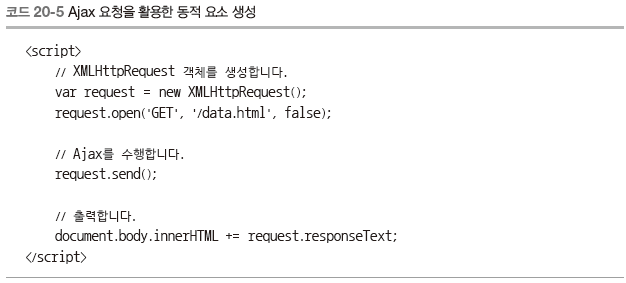 코드 20-5 Ajax 요청을 활용한 동적 요소 생성
<script>
// XMLHttpRequest 객체를 생성합니다.
var request = new XMLHttpRequest();
request.open('GET', '/data.html', false);
// Ajax를 수행합니다.
request.send();
// 출력합니다.
document.body.innerHTML += request.responseText;
</script>